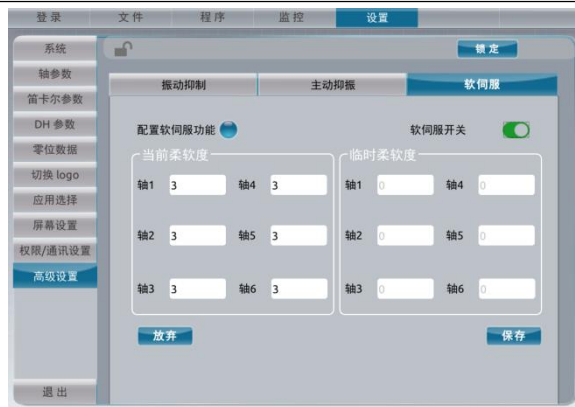 登录 文件 程序 监控 设置
系统
轴参数
笛卡尔参数
DH 参数
零位数据
切换 logo
应用选择
屏幕设置
权限/通讯设置
高级设置
退出
锁定
振动抑制 主动抑振 软伺服
配置软伺服功能 软伺服开关
当前柔软度
轴1 3 轴4 3
轴2 3 轴5 3
轴3 3 轴6 3
临时柔软度
轴1 0 轴4 0
轴2 0 轴5 0
轴3 0 轴6 0
放弃 保存